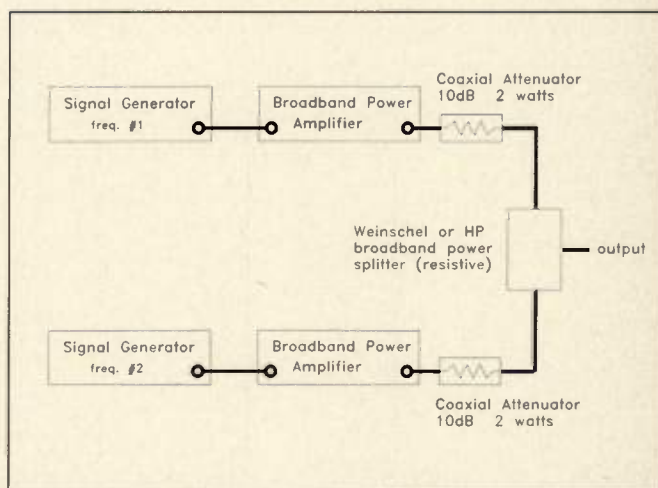 Signal Generator
freq. #1
Broadband Power
Amplifier
Coaxial Attenuator
10dB 2 watts
Weinschel or HP
broadband power
splitter (resistive)
output
Signal Generator
freq. #2
Broadband Power
Amplifier
Coaxial Attenuator
10dB 2 watts